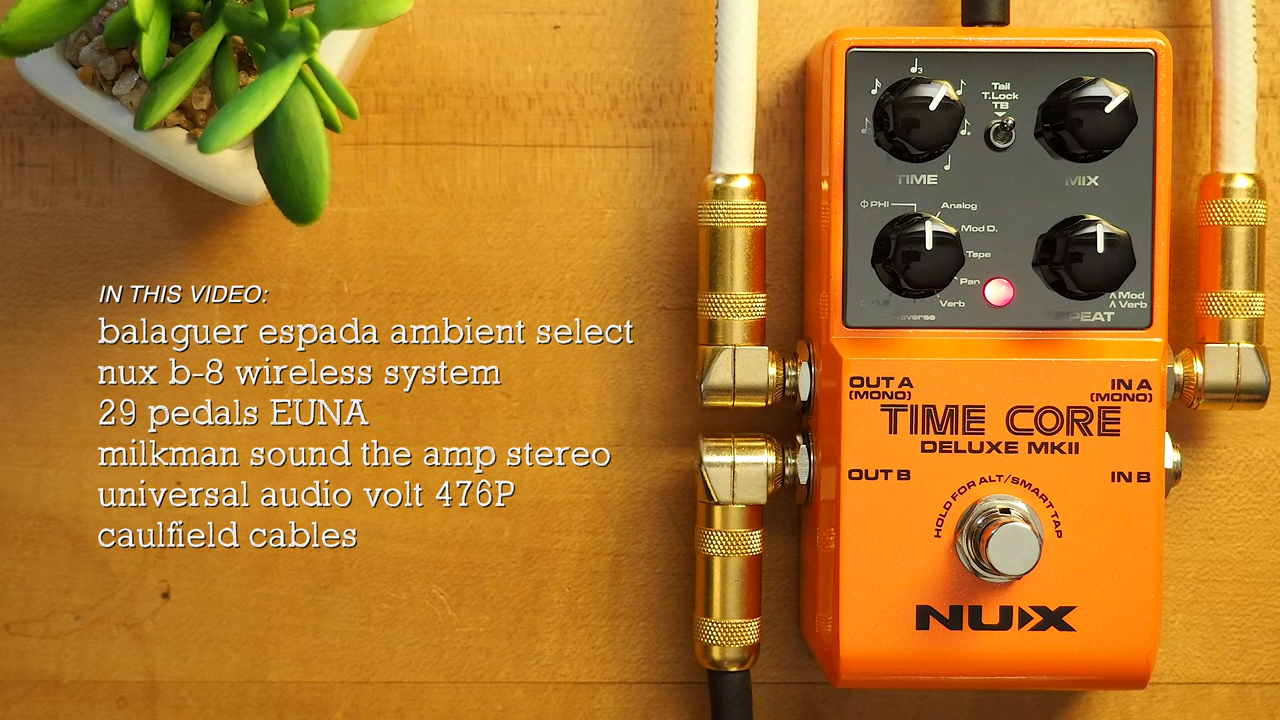 IN THIS VIDEO:
balaguer espada ambient select
nux b-8 wireless system
29 pedals EUNA
milkman sound the amp stereo
universal audio volt 476P
caulfield cables
3
Tail
T.Lock
TB
TIME
MIX
Φ PHI
Analog
Mod D.
Tape
Pan
Verb
Λ Mod
Λ Verb
OUT A
(MONO)
IN A
(MONO)
TIME CORE
DELUXE MKII
OUT B
IN B
HOLD FOR ALT/SMART TAP
NUX